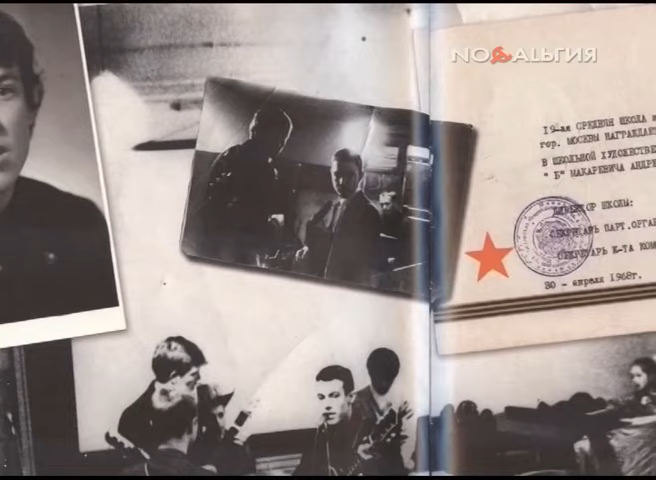 NOSТАЛЬГИЯ
19-ая СРЕДНЯЯ ШКОЛА
гор. МОСКВЫ НАГРАЖДАЕ
В ШКОЛЬНОЙ ХУДОЖЕСТВЕ
" Б" МАКАРЕВИЧА АНДРЕ
ДИРЕКТОР ШКОЛЫ:
СЕКРЕТАРЬ ПАРТ.ОРГАН
СЕКРЕТАРЬ К-ТА КОМ
30 - апреля 1968г.